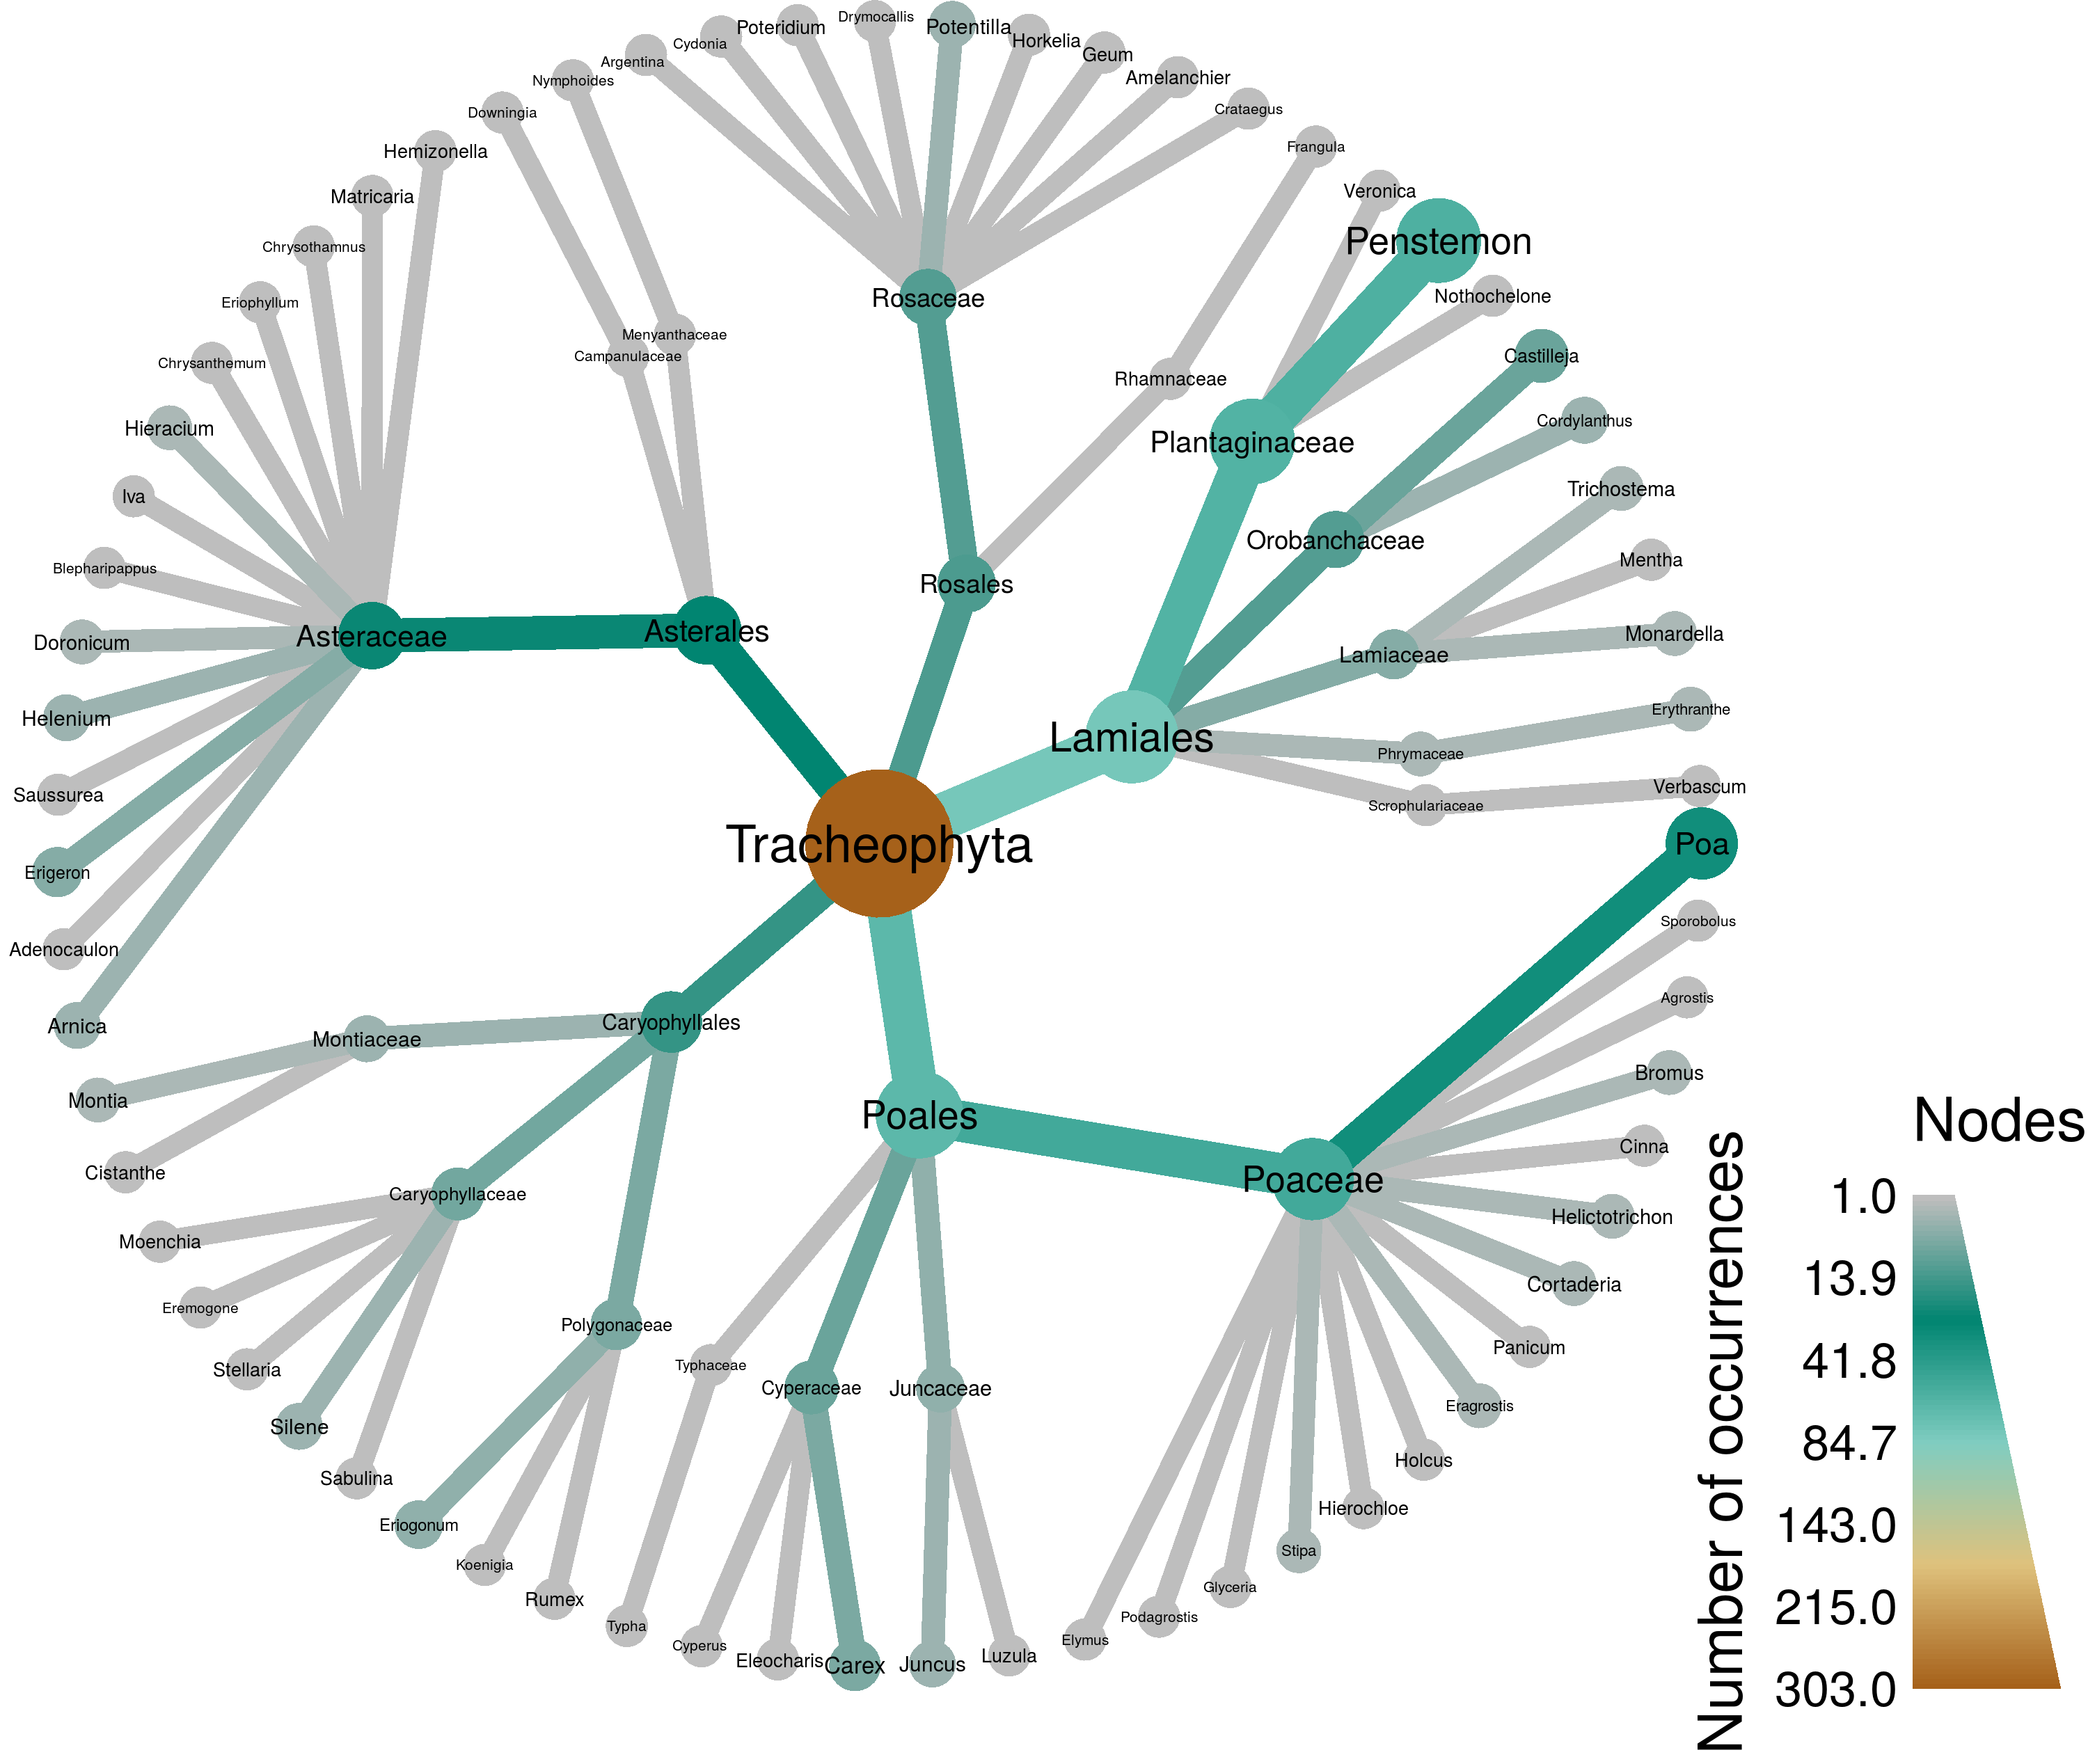 Drymocallis
Potentilla
Poteridium
Cydonia
Horkelia
Argentina
Geum
Nymphoides
Amelanchier
Downingia
Crataegus
Hemizonella
Frangula
Matricaria
Veronica
Chrysothamnus
Penstemon
Eriophyllum
Rosaceae
Nothochelone
Menyanthaceae
Campanulaceae
Chrysanthemum
Castilleja
Rhamnaceae
Hieracium
Cordylanthus
Plantaginaceae
Iva
Trichostema
Orobanchaceae
Blepharipappus
Mentha
Rosales
Asteraceae
Asterales
Doronicum
Monardella
Lamiaceae
Helenium
Erythranthe
Lamiales
Phrymaceae
Saussurea
Verbascum
Scrophulariaceae
Tracheophyta
Poa
Erigeron
Sporobolus
Adenocaulon
Agrostis
Arnica
Caryophyllales
Montiaceae
Bromus
Montia
Poales
Cinna
Cistanthe
Poaceae
Caryophyllaceae
Helictotrichon
Moenchia
Cortaderia
Eremogone
Polygonaceae
Panicum
Stellaria
Typhaceae
Cyperaceae
Juncaceae
Eragrostis
Silene
Holcus
Sabulina
Hierochloe
Eriogonum
Stipa
Koenigia
Glyceria
Rumex
Podagrostis
Typha
Elymus
Cyperus
Eleocharis
Carex
Juncus
Luzula
Nodes
Number of occurrences
1.0
13.9
41.8
84.7
143.0
215.0
303.0